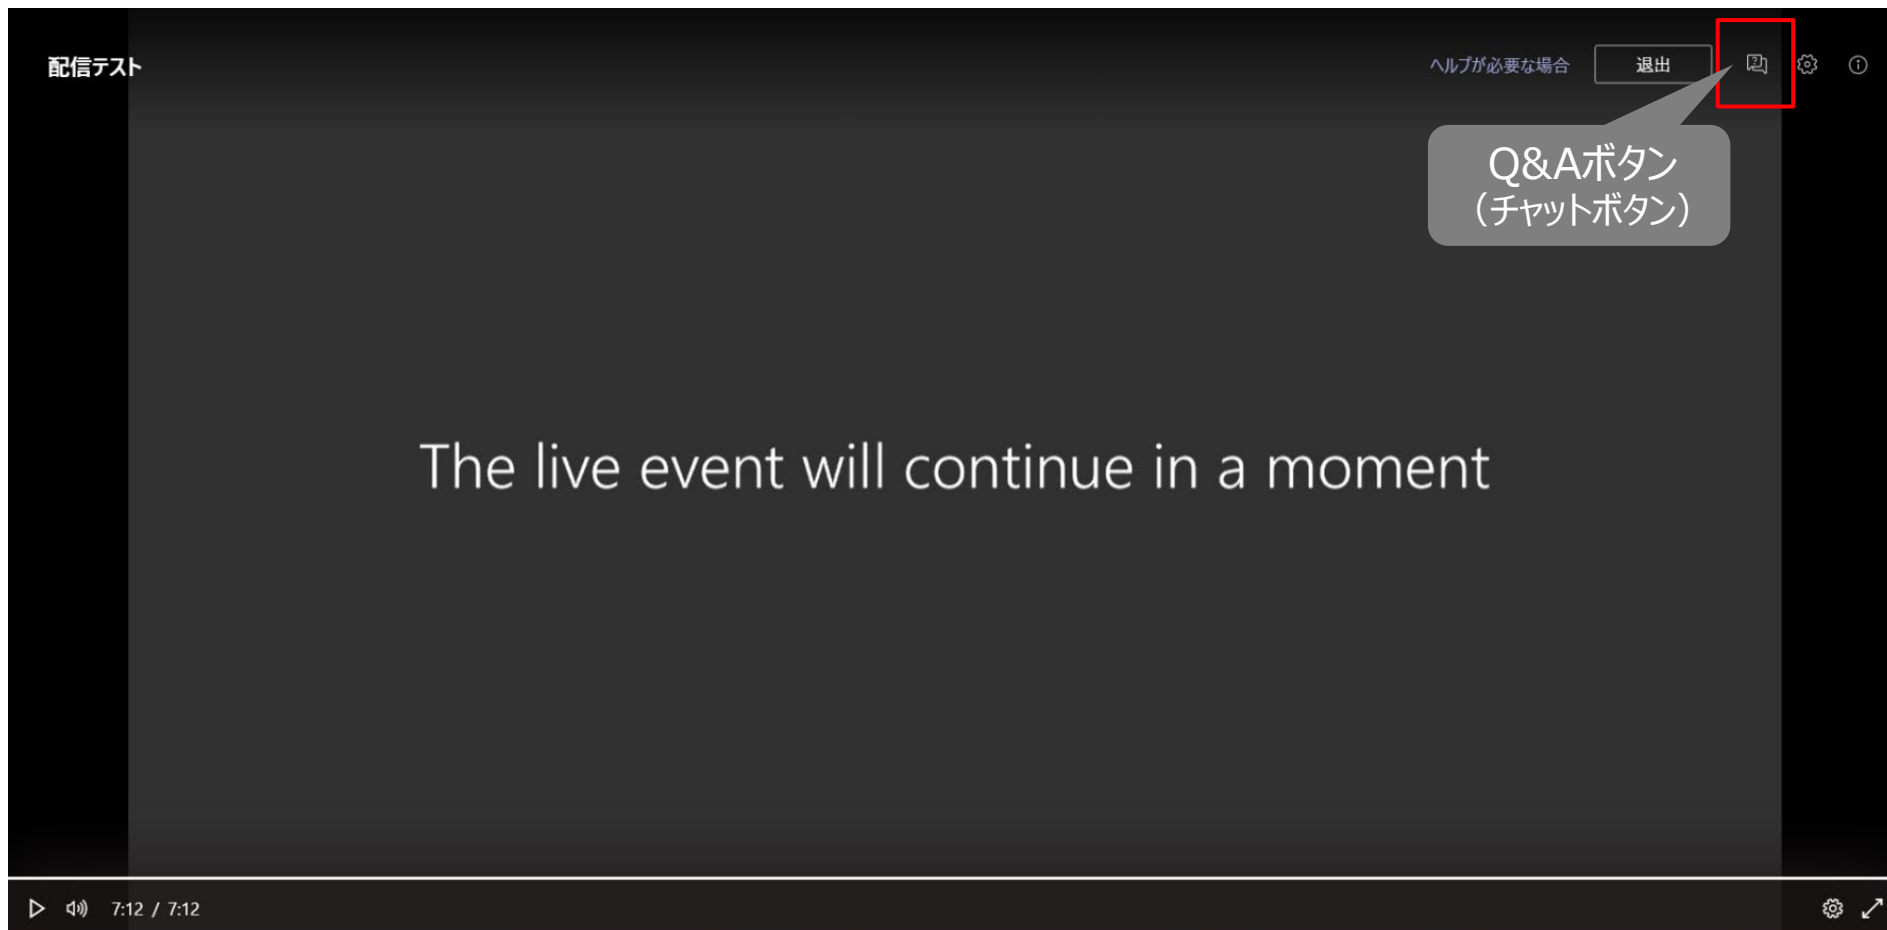 配信テスト
ヘルプが必要な場合
退出
Q&Aボタン
（チャットボタン）
The live event will continue in a moment
7:12 / 7:12